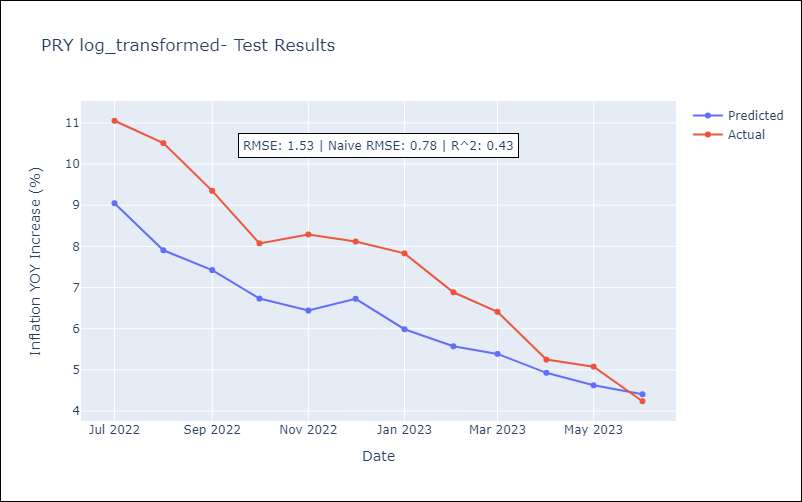 PRY log_transformed- Test Results
Predicted
Actual
RMSE: 1.53 | Naive RMSE: 0.78 | R^2: 0.43
Inflation YOY Increase (%)
11
10
9
8
7
6
5
4
Jul 2022
Sep 2022
Nov 2022
Jan 2023
Mar 2023
May 2023
Date